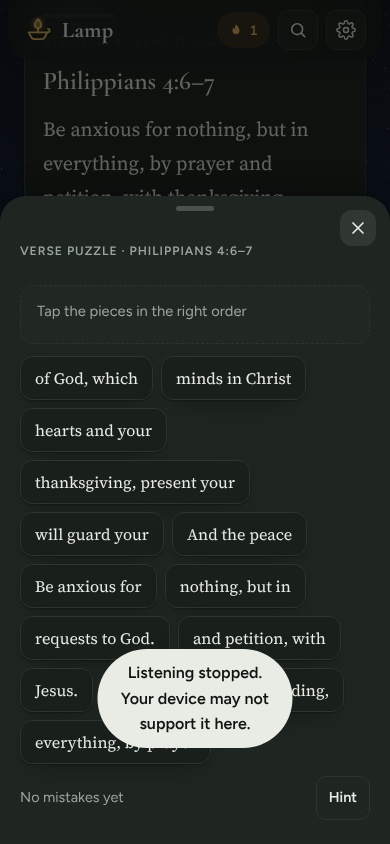 Lamp
1
Philippians 4:6–7
Be anxious for nothing, but in
everything, by prayer and
petition, with thanksgiving
VERSE PUZZLE · PHILIPPIANS 4:6–7
Tap the pieces in the right order
of God, which
minds in Christ
hearts and your
thanksgiving, present your
will guard your
And the peace
Be anxious for
nothing, but in
requests to God.
and petition, with
Jesus.
ding,
everything,
Listening stopped.
Your device may not
support it here.
No mistakes yet
Hint